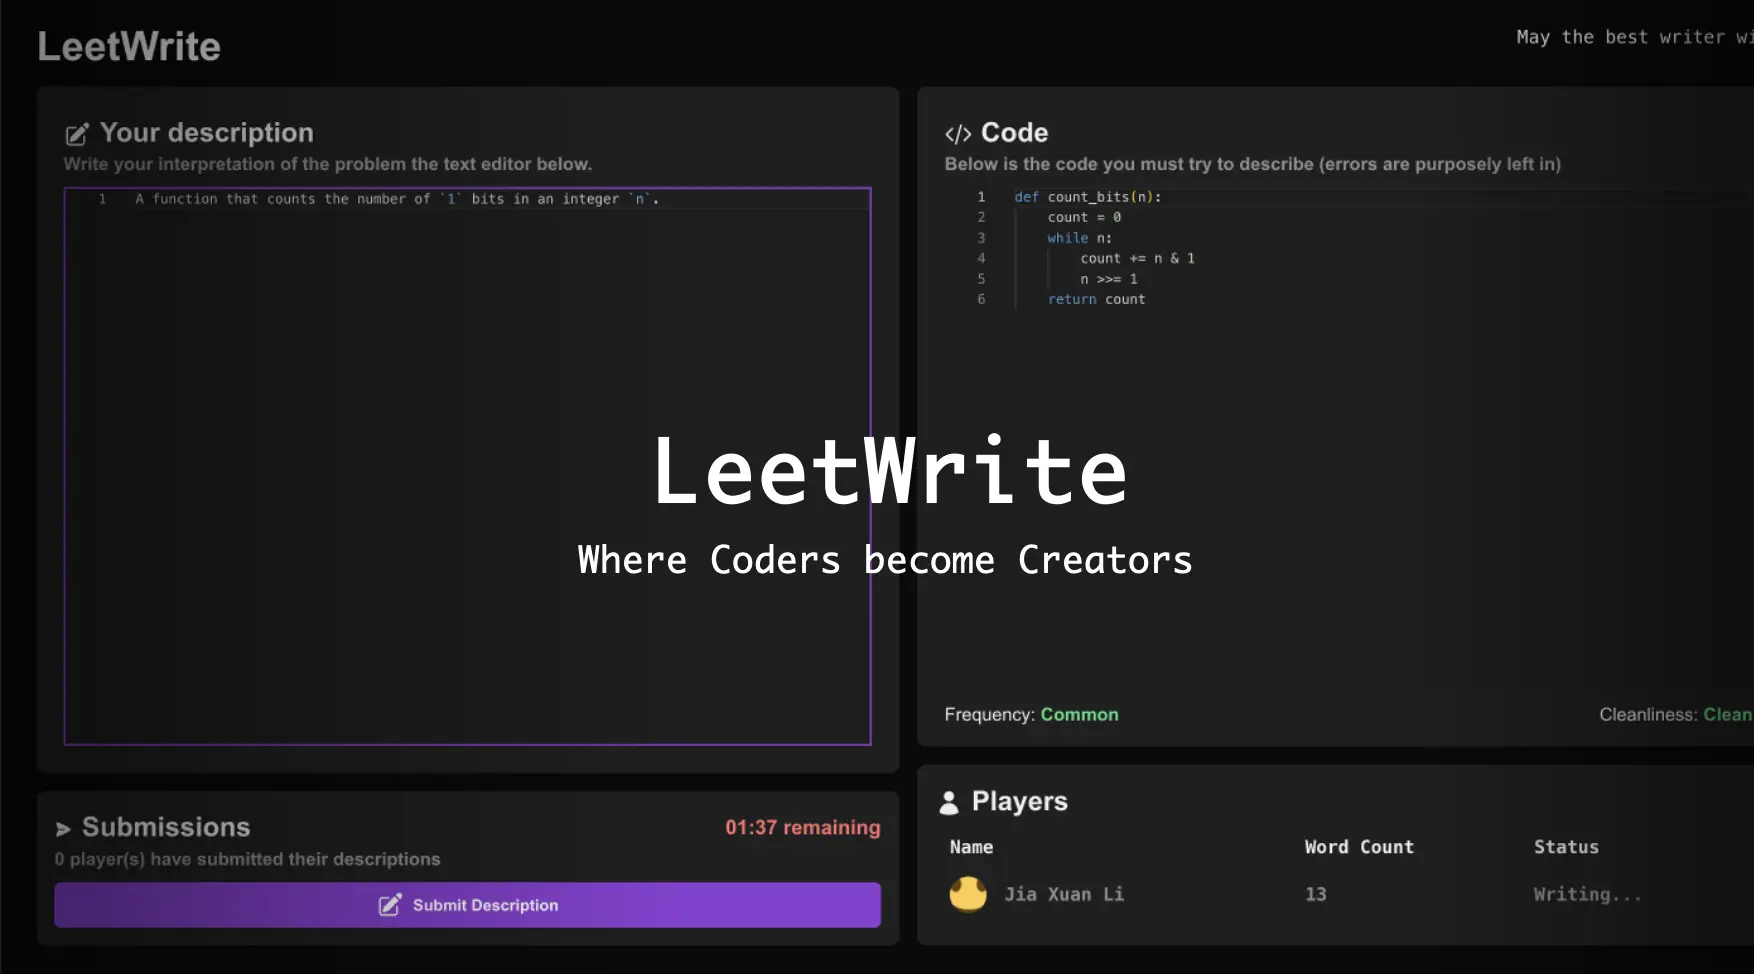 LeetWrite
May the best writer
Your description
Write your interpretation of the problem the text editor below.
1 A function that counts the number of `1` bits in an integer `n`.
Code
Below is the code you must try to describe (errors are purposely left in)
1 def count_bits(n):
2 count = 0
3 while n:
4 count += n & 1
5 n >>= 1
6 return count
LeetWrite
Where Coders become Creators
Frequency: Common
Cleanliness: Clean
Submissions
01:37 remaining
0 player(s) have submitted their descriptions
Submit Description
Players
Name Word Count Status
Jia Xuan Li 13 Writing...